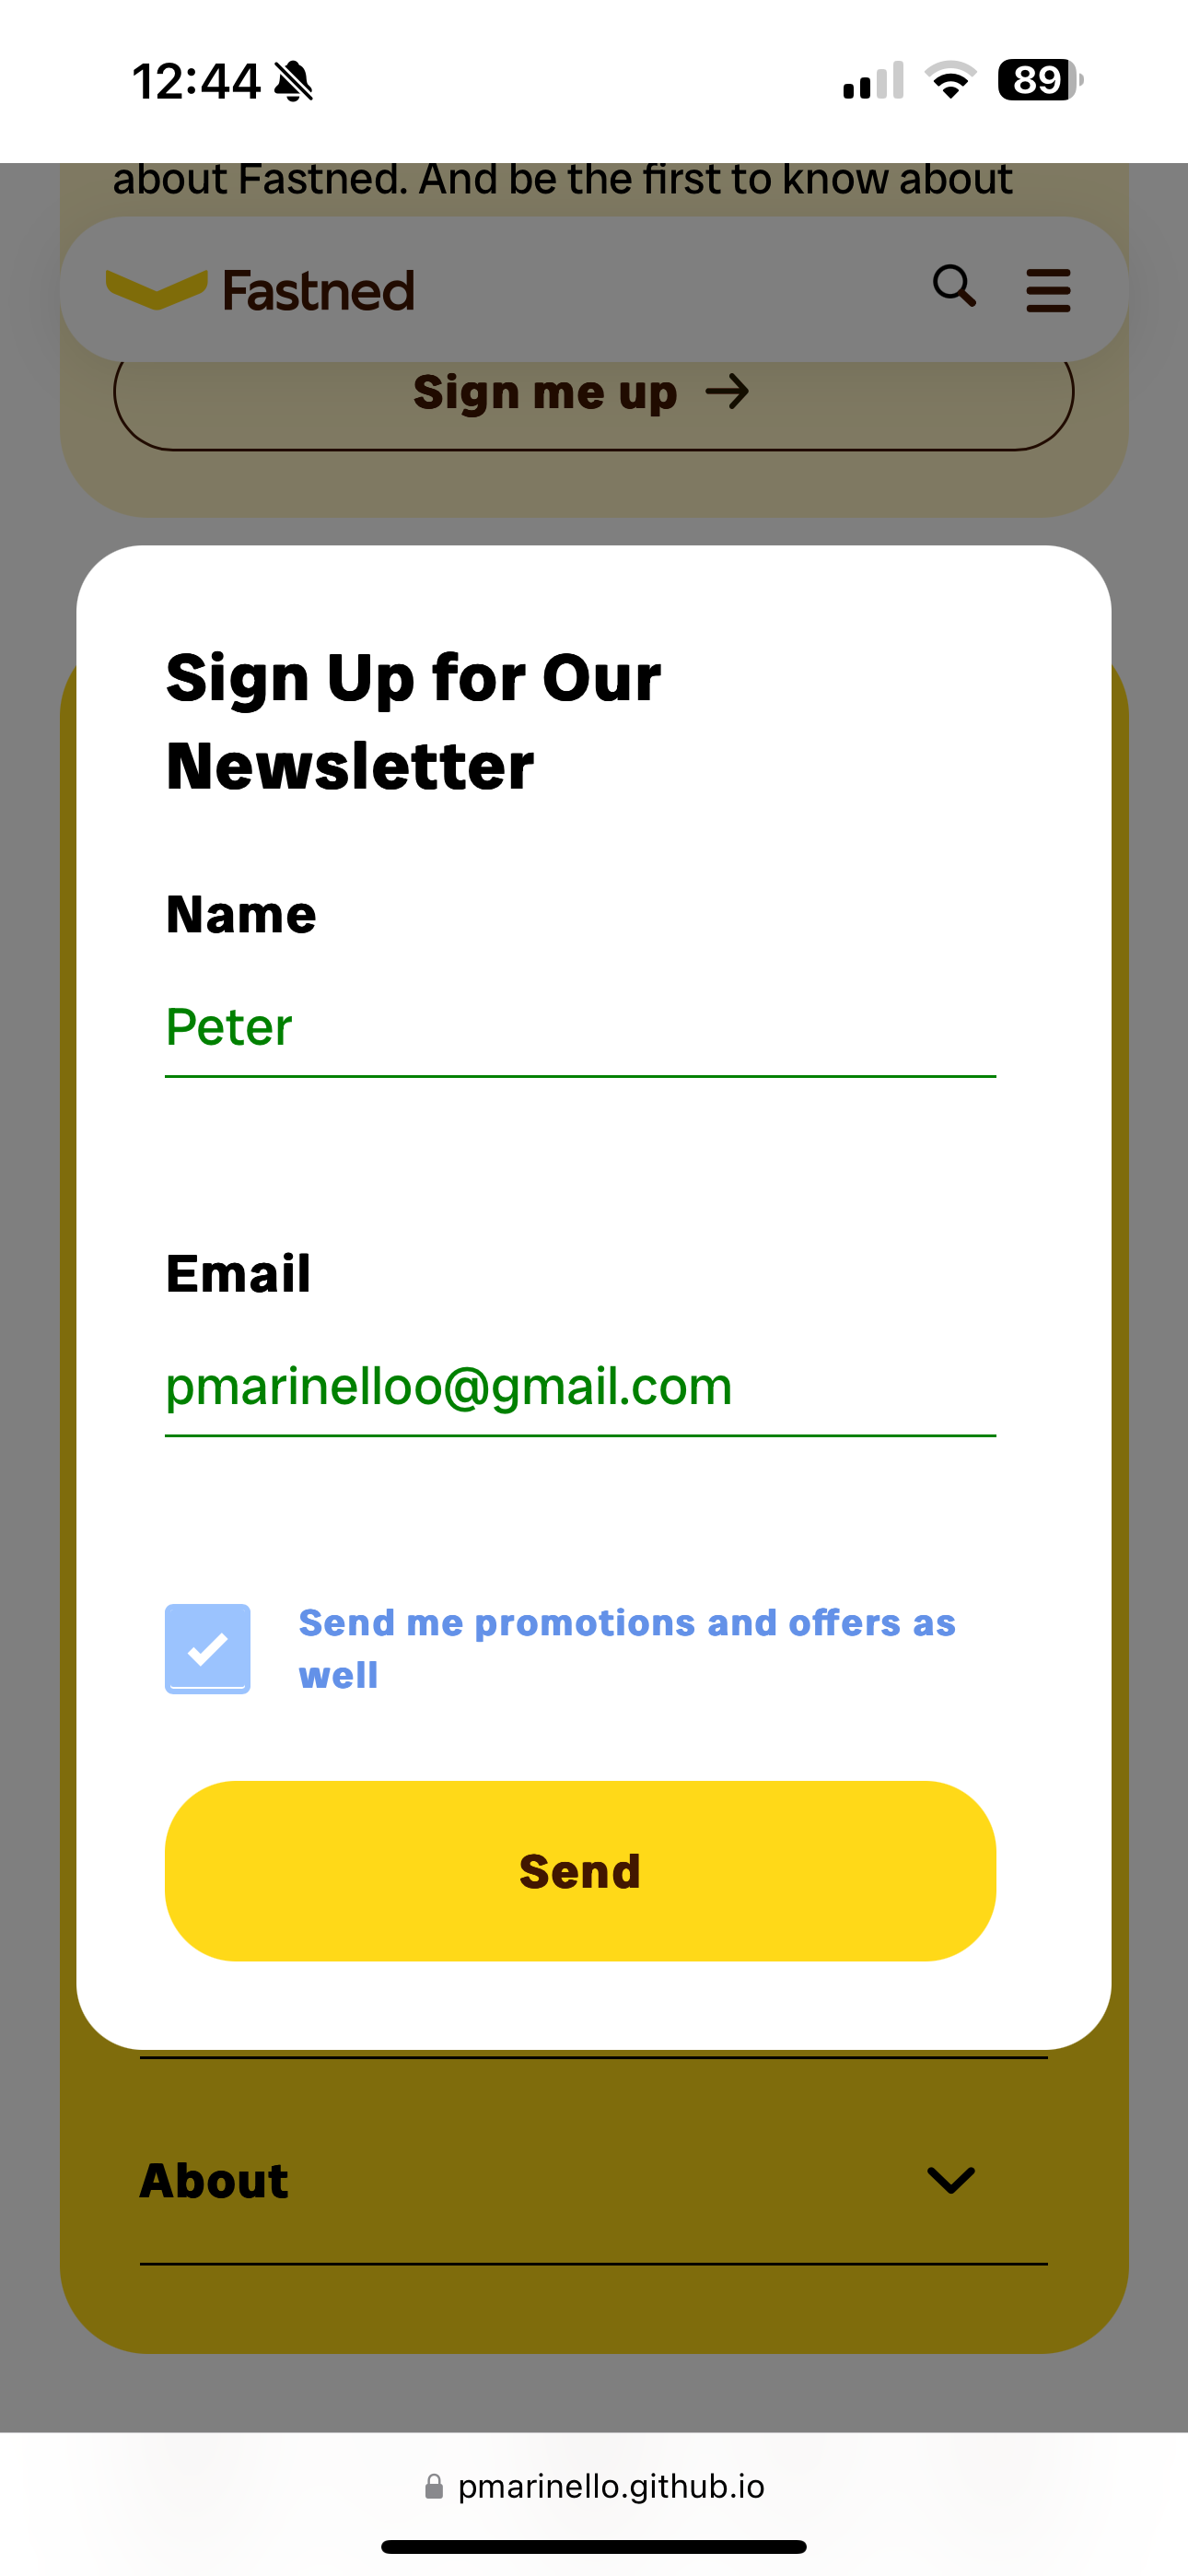 12:44
89
about Fastned. And be the first to know about
Fastned
Sign me up
Sign Up for Our
Newsletter
Name
Peter
Email
pmarinelloo@gmail.com
Send me promotions and offers as
well
Send
About
pmarinello.github.io